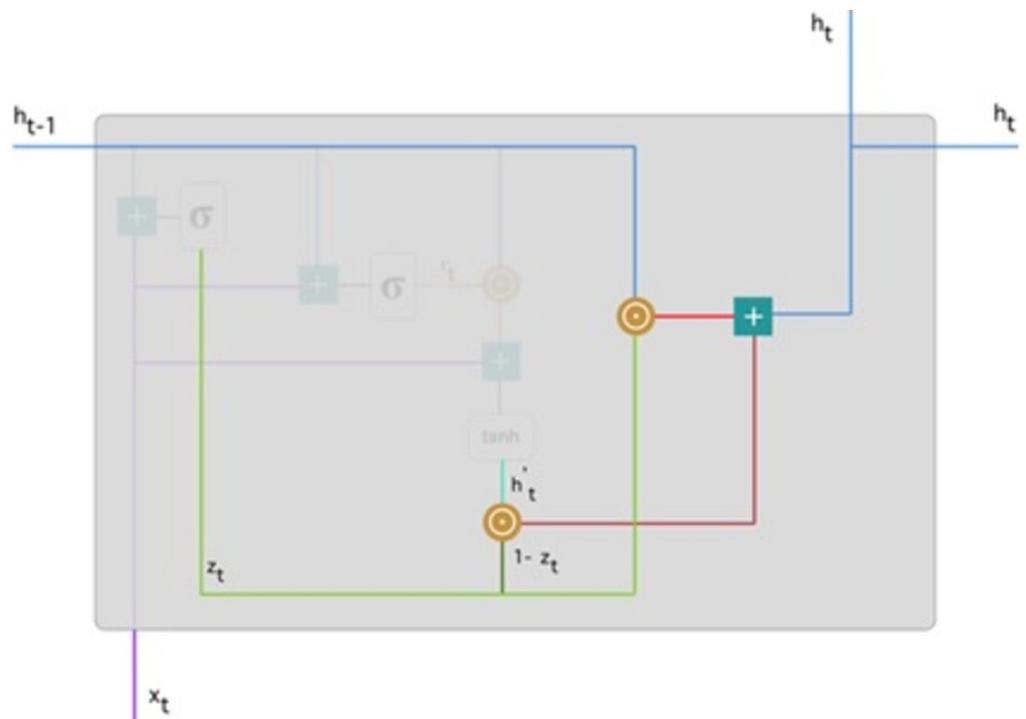 h_t
h_{t-1}
h_t
+
σ
+
σ
r_t
+
+
tanh
h'_t
1- z_t
z_t
x_t